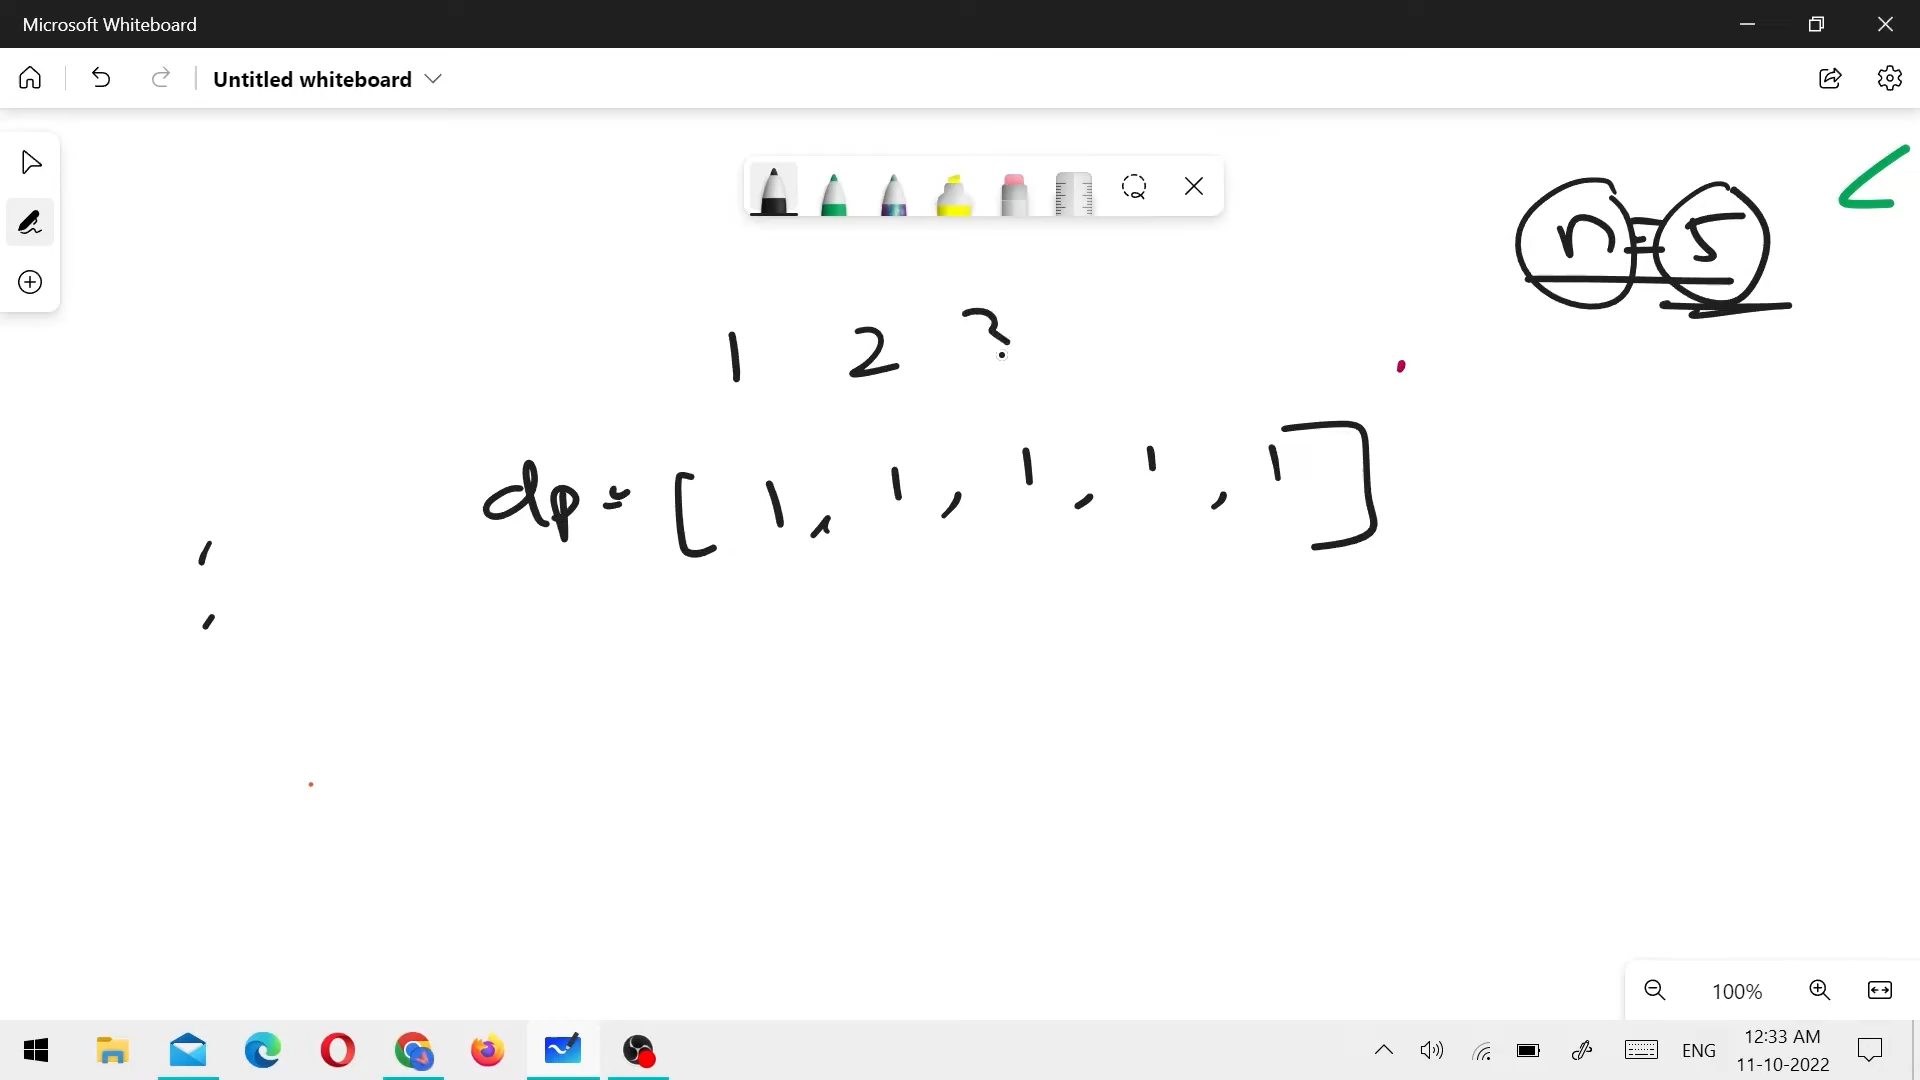 Microsoft Whiteboard
Untitled whiteboard
n = 5
1 2
dp = [ 1, 1, 1, 1, 1 ]
100%
ENG
12:33 AM
11-10-2022